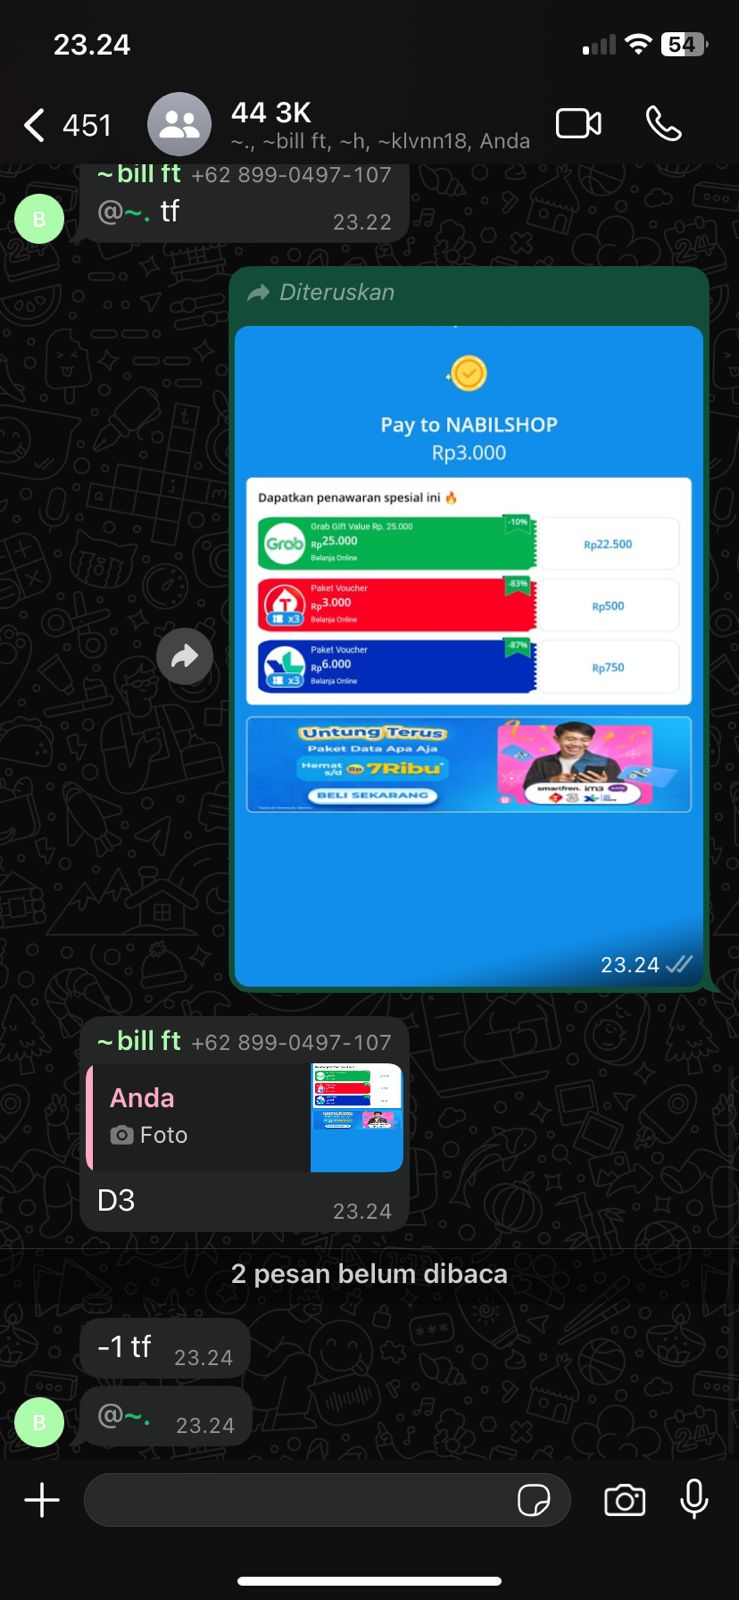 23.24
54
451
44 3K
~., ~bill ft, ~h, ~klvnn18, Anda
~bill ft +62 899-0497-107
B
@~. tf
23.22
Diteruskan
Pay to NABILSHOP
Rp3.000
Dapatkan penawaran spesial ini 🔥
Grab
Grab Gift Value Rp. 25.000
Rp25.000
Belanja Online
-10%
Rp22.500
T
x3
Paket Voucher
Rp3.000
Belanja Online
-83%
Rp500
x3
Paket Voucher
Rp6.000
Belanja Online
-87%
Rp750
Untung Terus
Paket Data Apa Aja
Hemat s/d Rp 7Ribu*
BELI SEKARANG
smartfren. im3 AXIS
T 3 XL
23.24
~bill ft +62 899-0497-107
Anda
Foto
D3
23.24
2 pesan belum dibaca
-1 tf
23.24
B
@~.
23.24